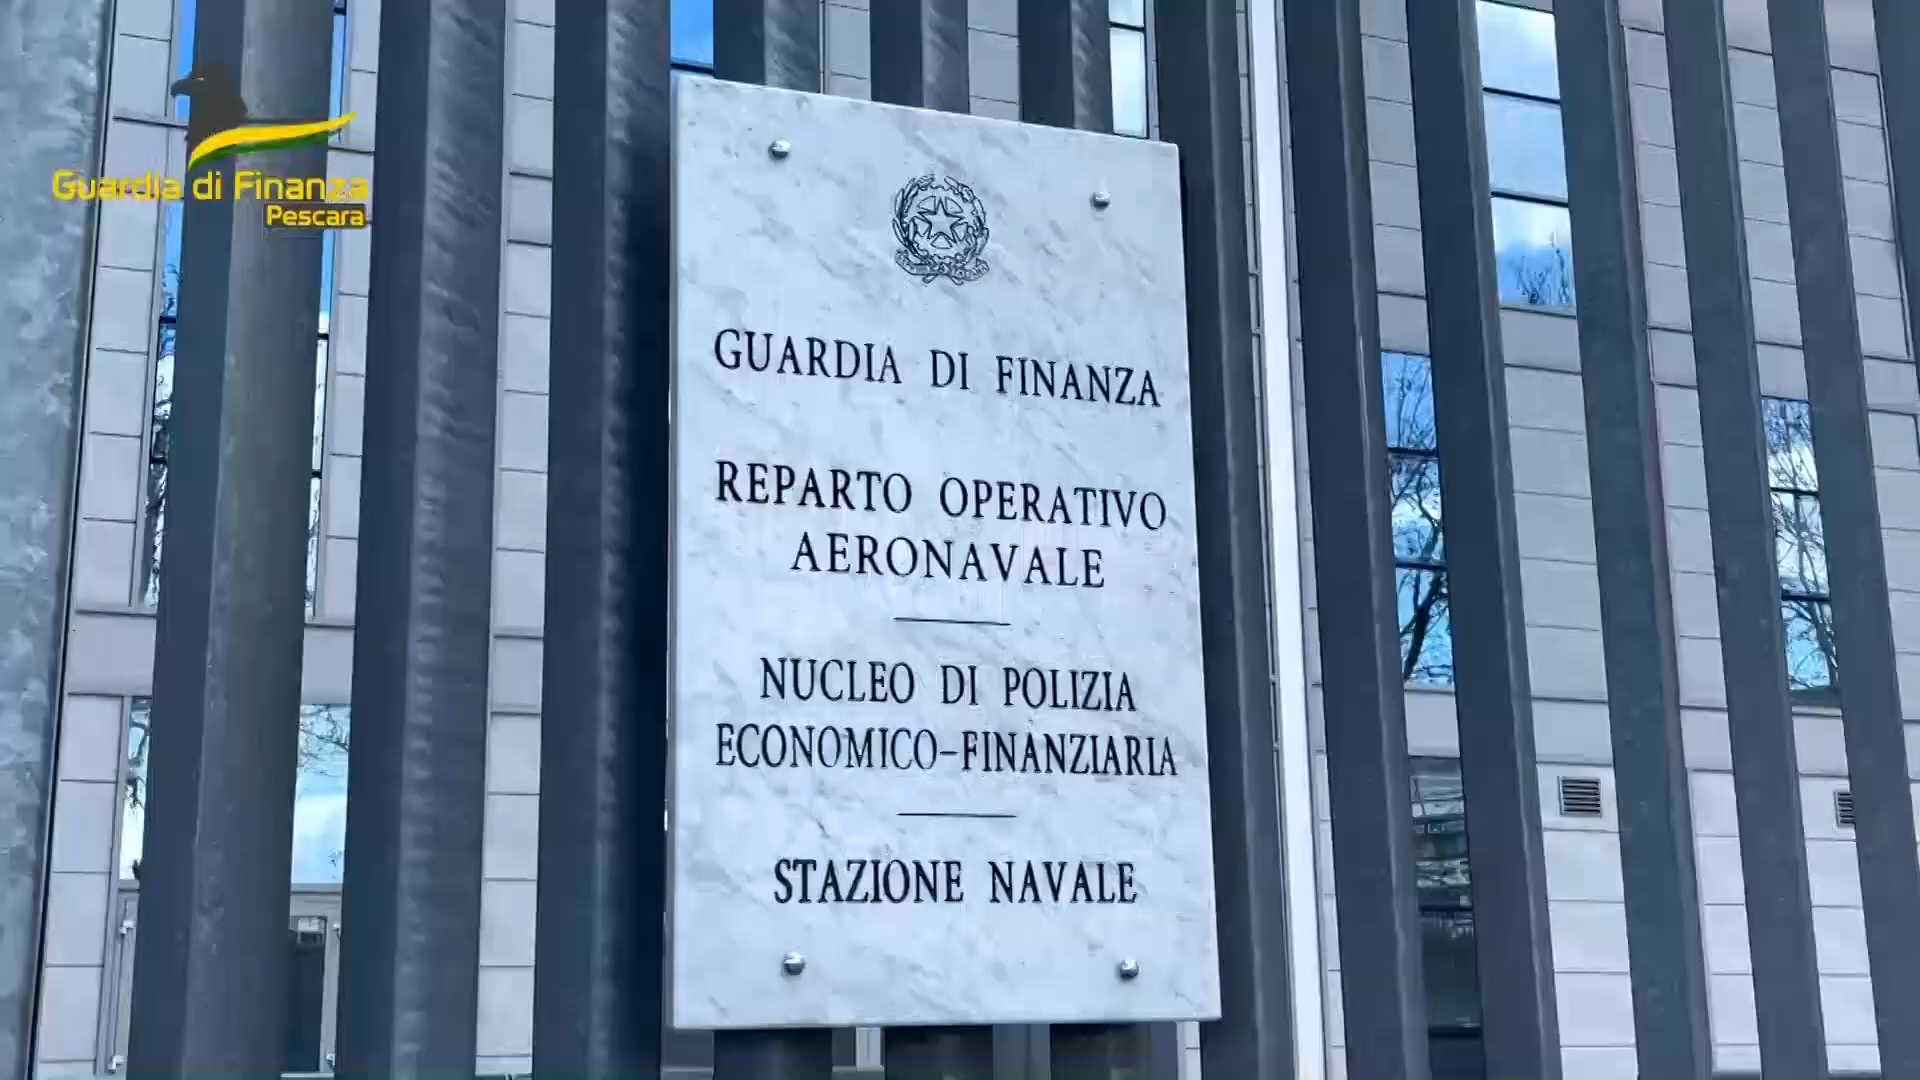 Guardia di Finanza
Pescara
GUARDIA DI FINANZA
REPARTO OPERATIVO
AERONAVALE
NUCLEO DI POLIZIA
ECONOMICO-FINANZIARIA
STAZIONE NAVALE